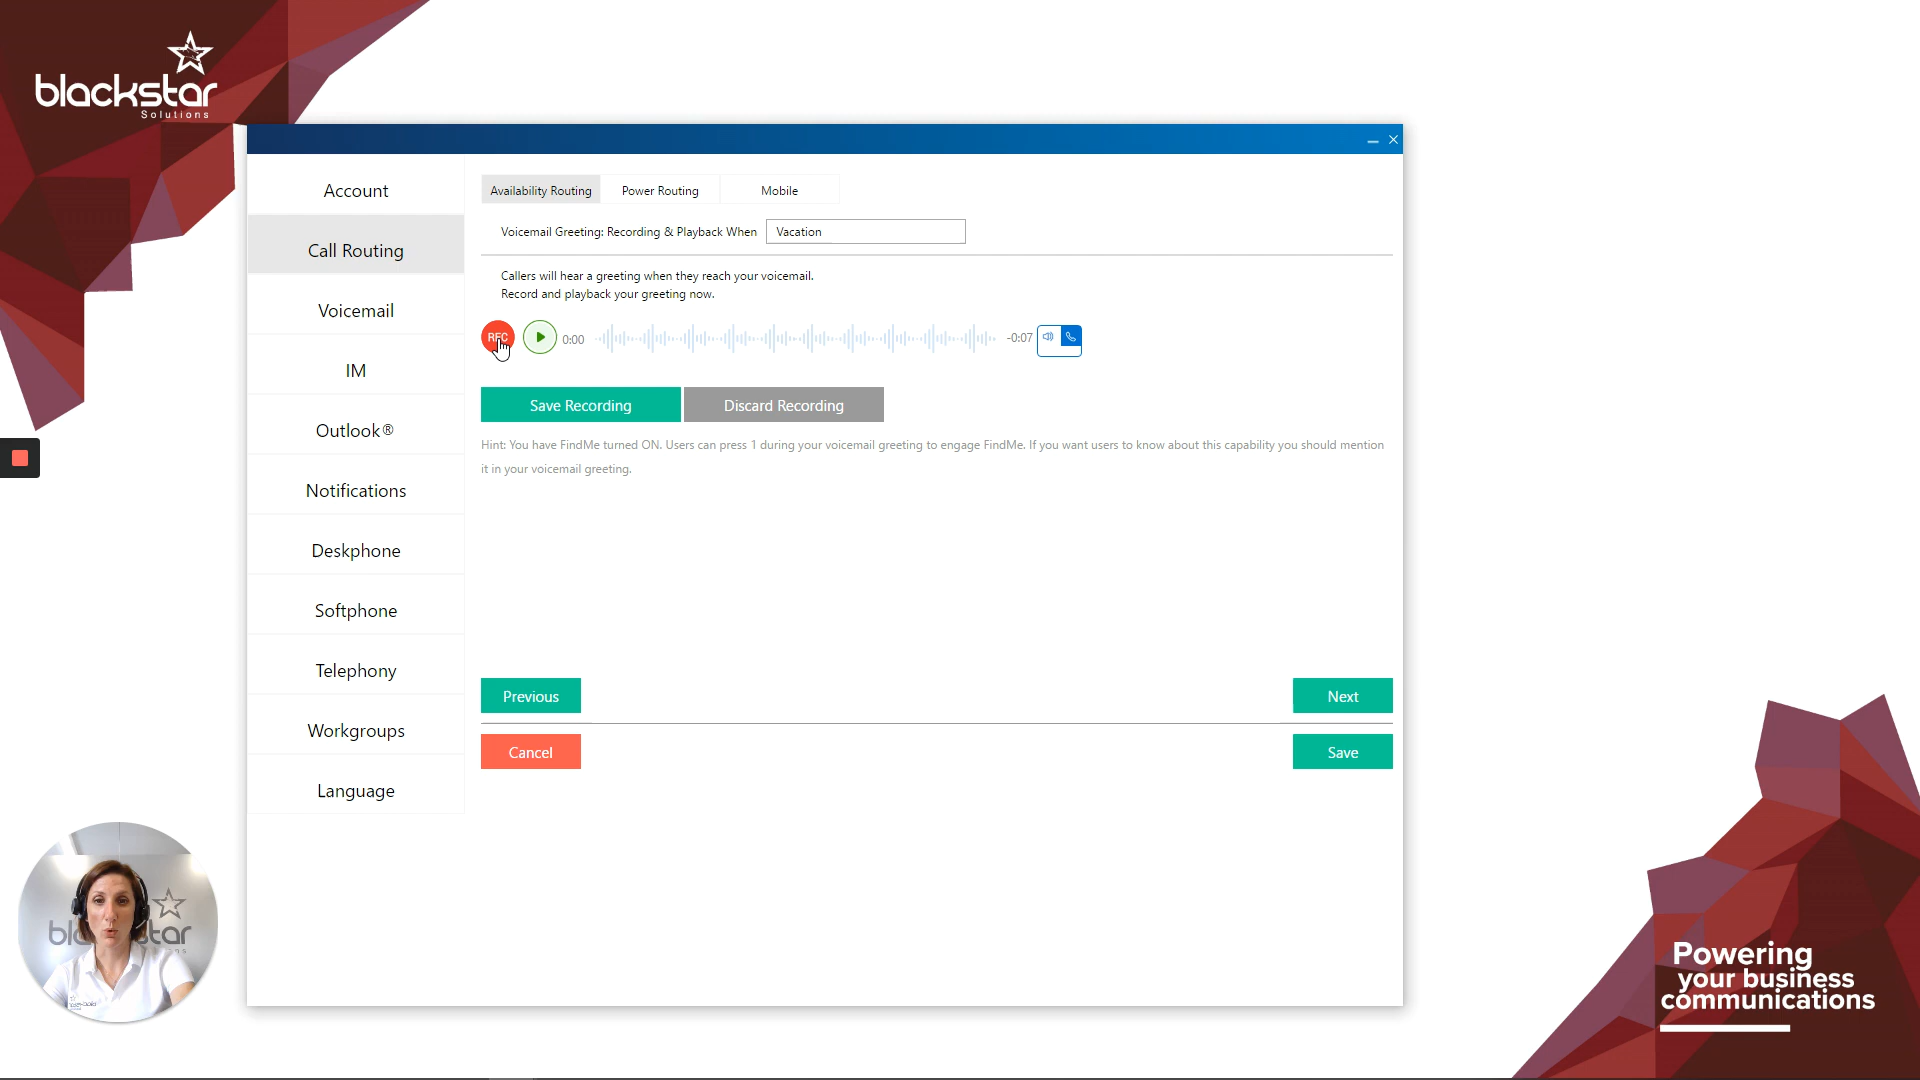 blackstar
Solutions
Account
Call Routing
Voicemail
IM
Outlook®
Notifications
Deskphone
Softphone
Telephony
Workgroups
Language
Availability Routing
Power Routing
Mobile
Voicemail Greeting: Recording & Playback When
Vacation
Callers will hear a greeting when they reach your voicemail.
Record and playback your greeting now.
REC
0:00
-0:07
Save Recording
Discard Recording
Hint: You have FindMe turned ON. Users can press 1 during your voicemail greeting to engage FindMe. If you want users to know about this capability you should mention
it in your voicemail greeting.
Previous
Next
Cancel
Save
Powering
your business
communications